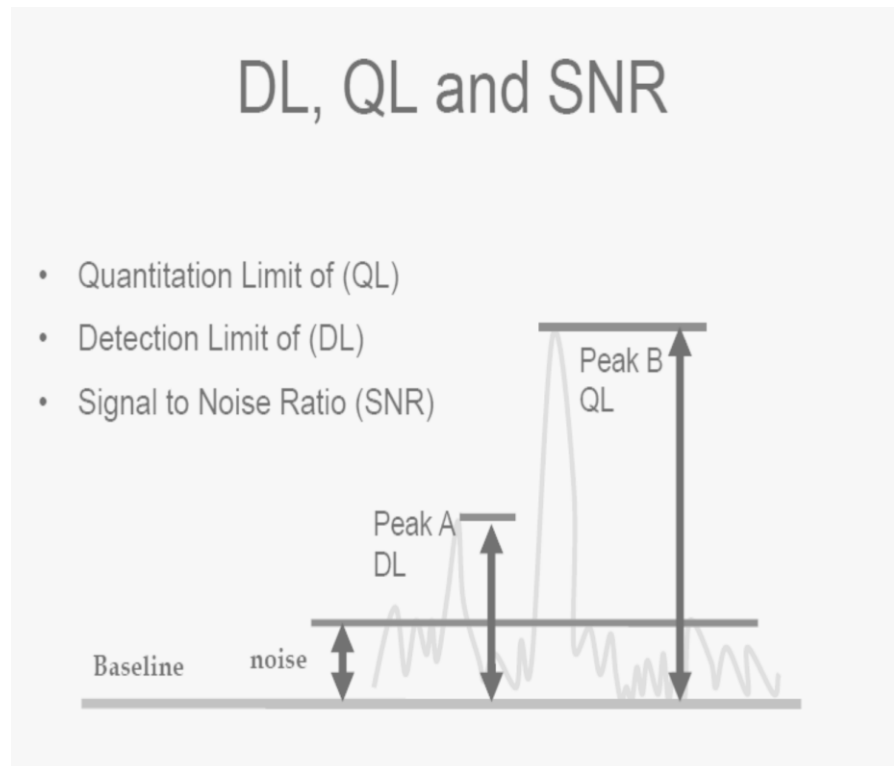 DL, QL and SNR
• Quantitation Limit of (QL)
• Detection Limit of (DL)
• Signal to Noise Ratio (SNR)
Peak B
QL
Peak A
DL
Baseline
noise